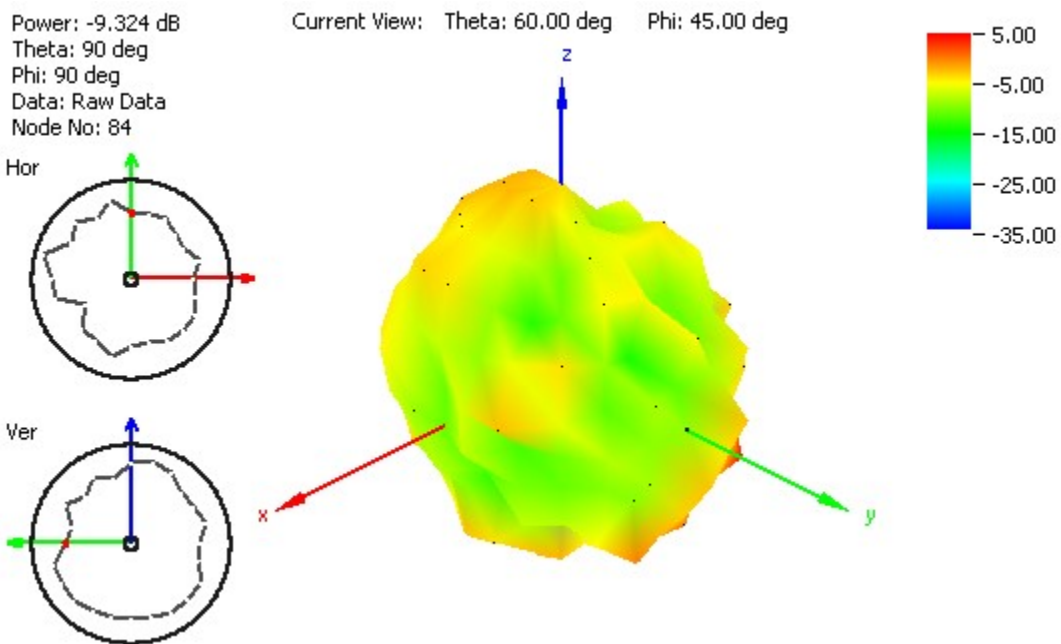 Power: -9.324 dB
Theta: 90 deg
Phi: 90 deg
Data: Raw Data
Node No: 84
Current View: Theta: 60.00 deg Phi: 45.00 deg
z
5.00
-5.00
-15.00
-25.00
-35.00
Hor
Ver
x
y